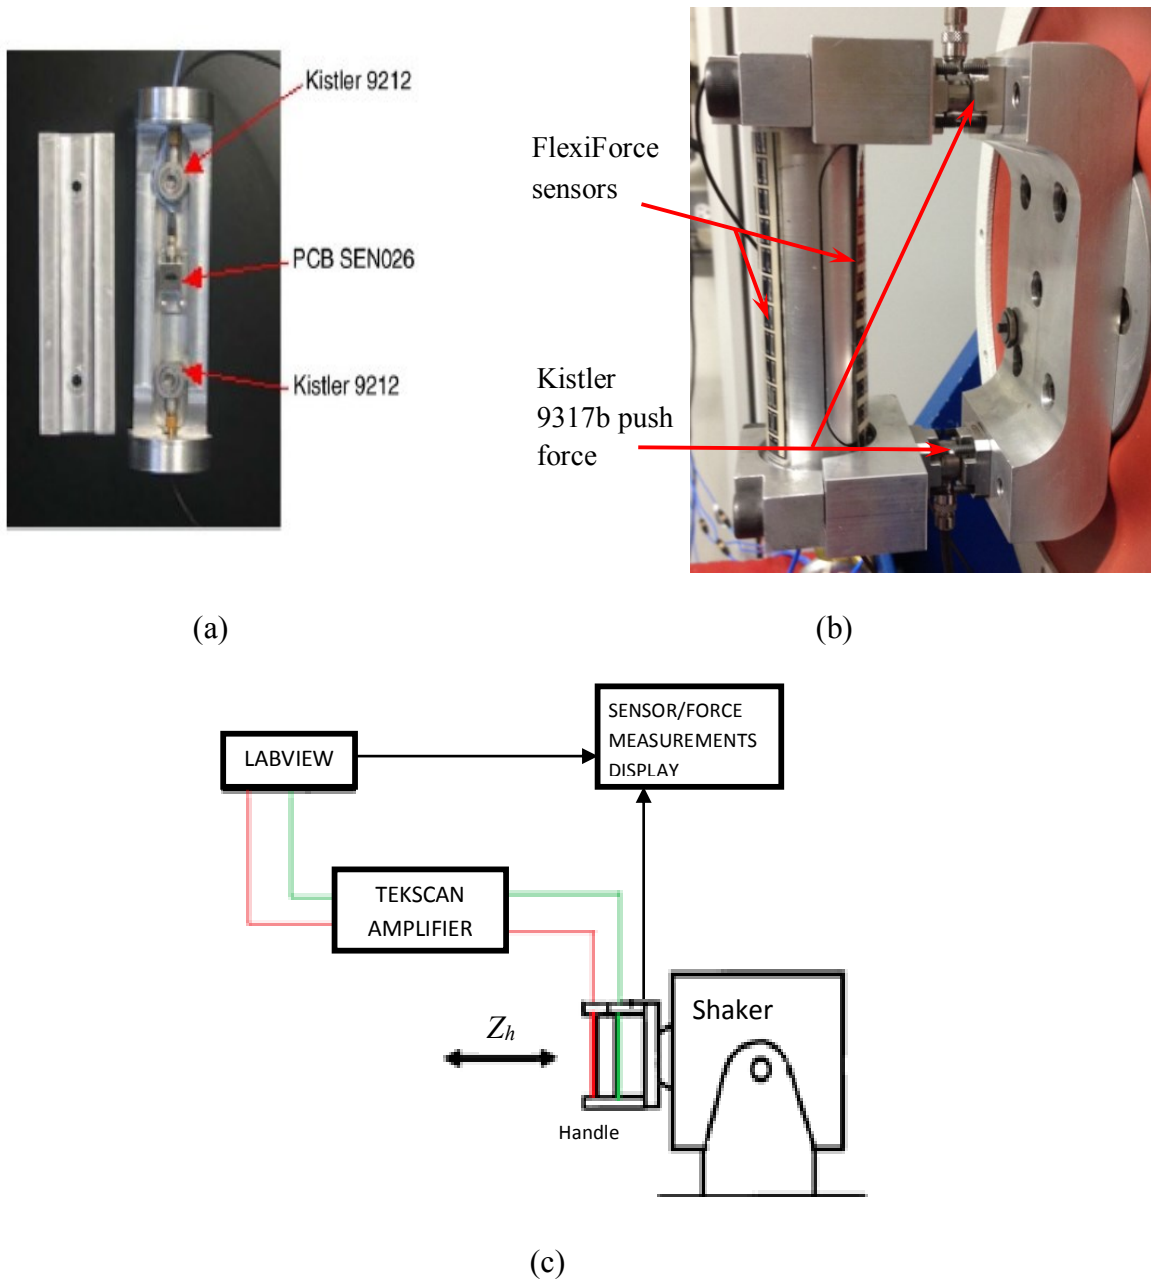 Kistler 9212
PCB SEN026
Kistler 9212
FlexiForce
sensors
Kistler
9317b push
force
(a)
(b)
SENSOR/FORCE
MEASUREMENTS
DISPLAY
LABVIEW
TEKSCAN
AMPLIFIER
Shaker
Zh
Handle
(c)